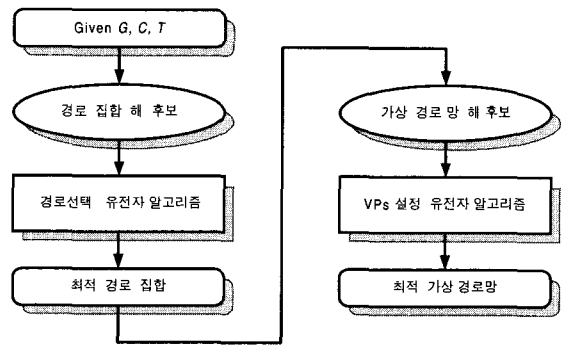 Given G, C, T
경로 집합 해 후보
경로선택 유전자 알고리즘
최적 경로 집합
가상 경로 망 해 후보
VPs 설정 유전자 알고리즘
최적 가상 경로망